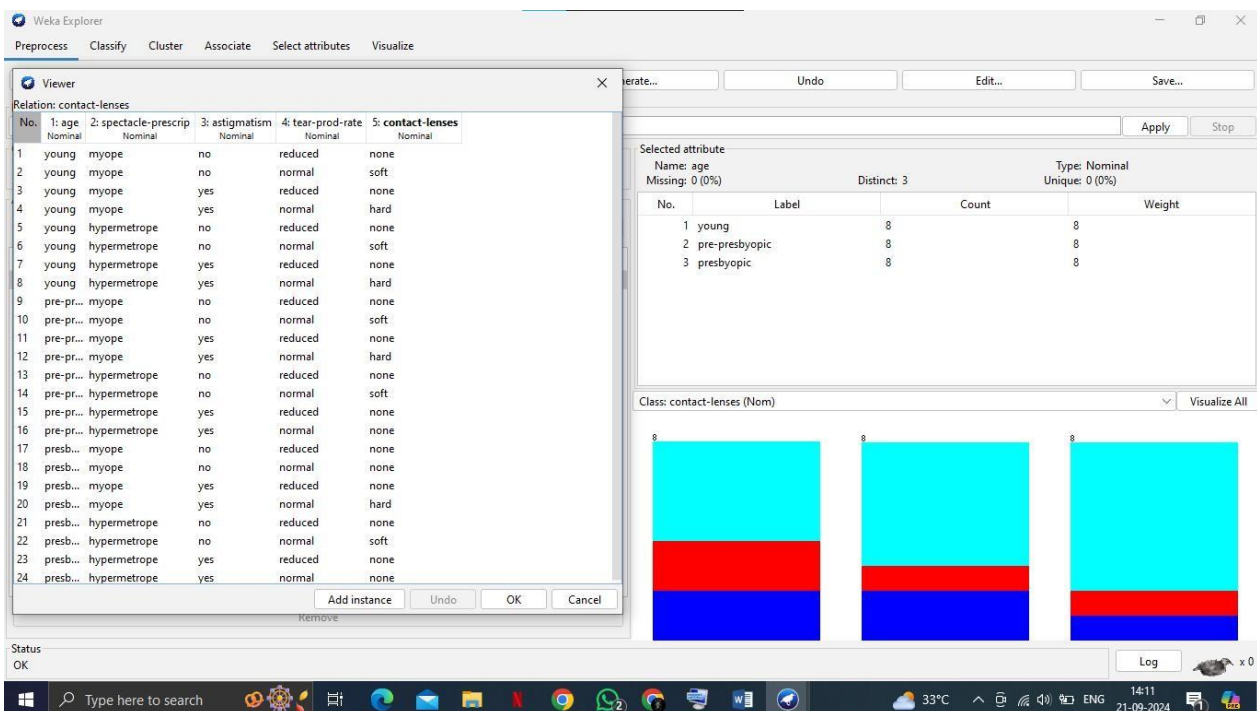 Weka Explorer
Preprocess Classify Cluster Associate Select attributes Visualize
Viewer
Relation: contact-lenses
No. 1: age 2: spectacle-prescrip 3: astigmatism 4: tear-prod-rate 5: contact-lenses
Nominal Nominal Nominal Nominal Nominal
1 young myope no reduced none
2 young myope no normal soft
3 young myope yes reduced none
4 young myope yes normal hard
5 young hypermetrope no reduced none
6 young hypermetrope no normal soft
7 young hypermetrope yes reduced none
8 young hypermetrope yes normal hard
9 pre-pr... myope no reduced none
10 pre-pr... myope no normal soft
11 pre-pr... myope yes reduced none
12 pre-pr... myope yes normal hard
13 pre-pr... hypermetrope no reduced none
14 pre-pr... hypermetrope no normal soft
15 pre-pr... hypermetrope yes reduced none
16 pre-pr... hypermetrope yes normal none
17 presb... myope no reduced none
18 presb... myope no normal none
19 presb... myope yes reduced none
20 presb... myope yes normal hard
21 presb... hypermetrope no reduced none
22 presb... hypermetrope no normal soft
23 presb... hypermetrope yes reduced none
24 presb... hypermetrope yes normal none
Add instance Undo OK Cancel
Remove
nerate... Undo Edit... Save...
Apply Stop
Selected attribute
Name: age Type: Nominal
Missing: 0 (0%) Distinct: 3 Unique: 0 (0%)
No. Label Count Weight
1 young 8 8
2 pre-presbyopic 8 8
3 presbyopic 8 8
Class: contact-lenses (Nom) Visualize All
8 8 8
Status
OK
Log x 0
Type here to search 33°C ENG 14:11
21-09-2024